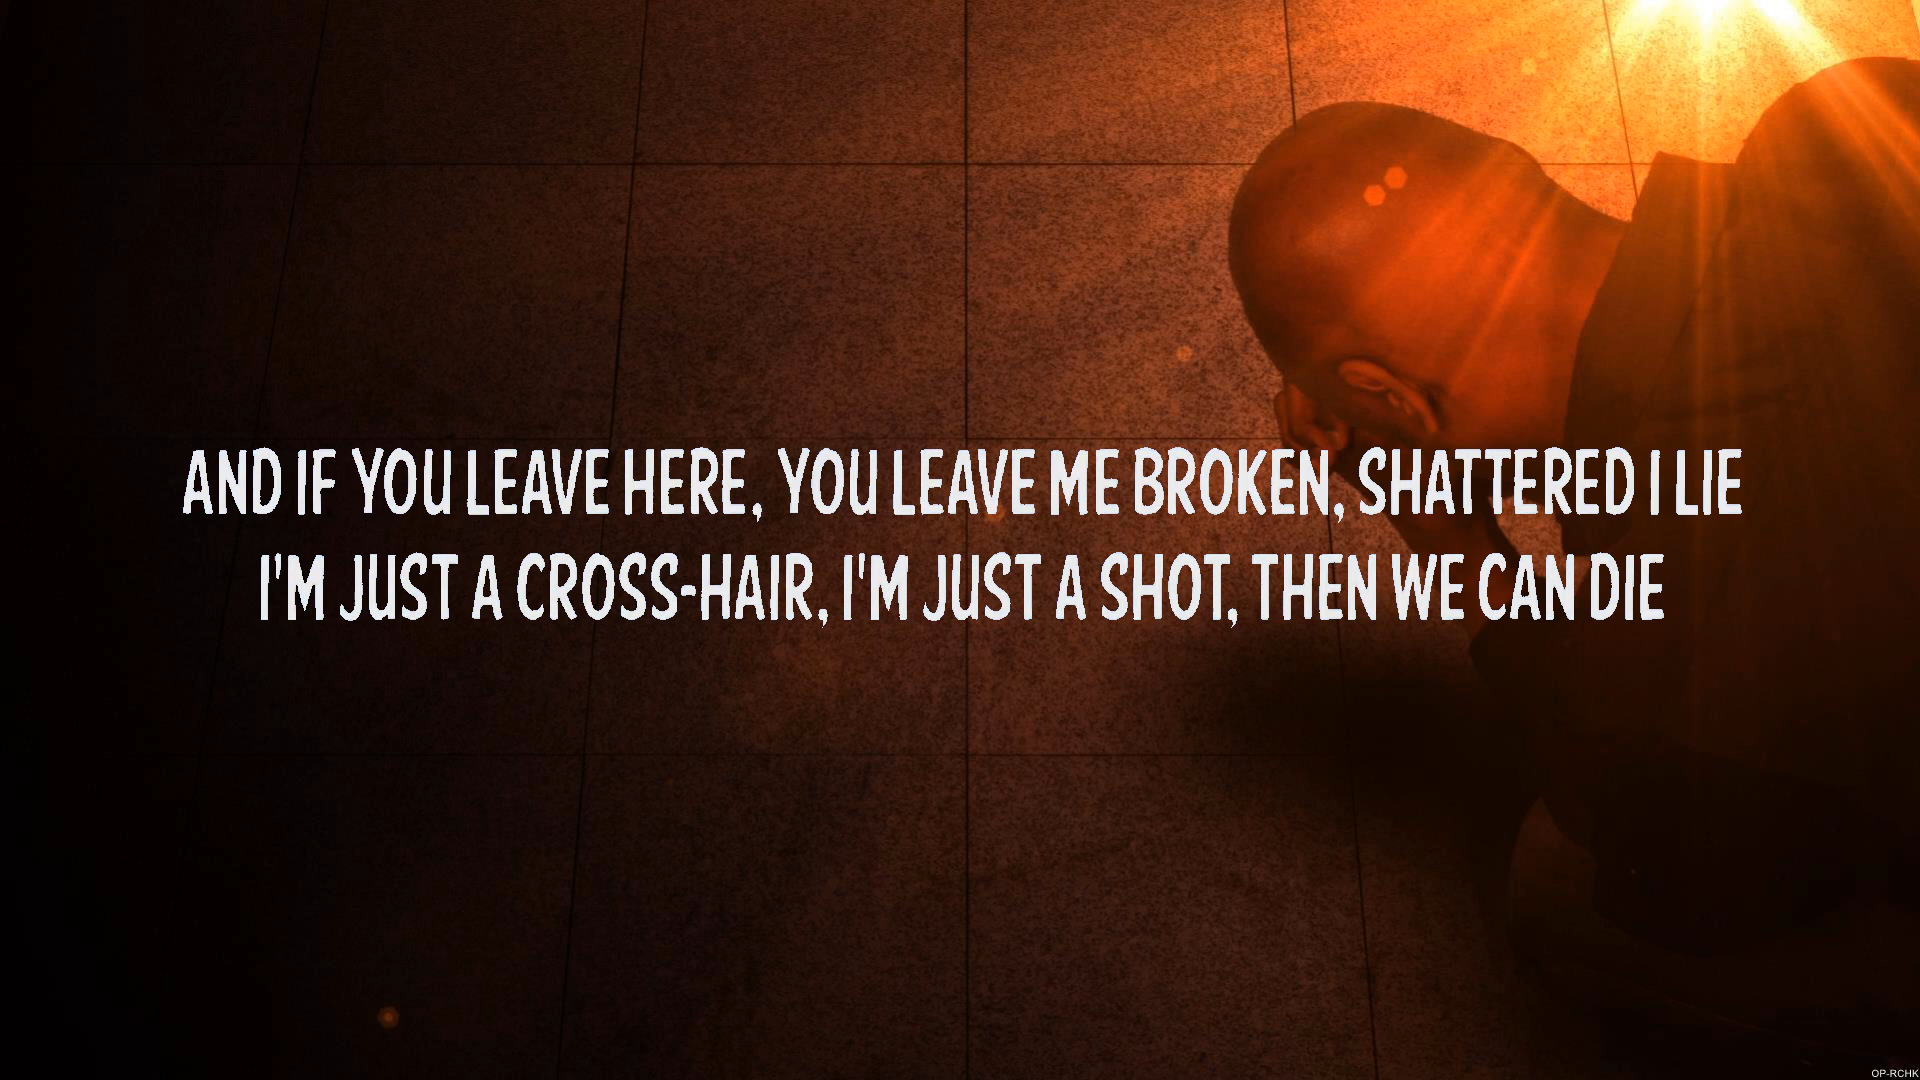 AND IF YOU LEAVE HERE, YOU LEAVE ME BROKEN, SHATTERED I LIE
I'M JUST A CROSS-HAIR, I'M JUST A SHOT, THEN WE CAN DIE
OP-RCHK